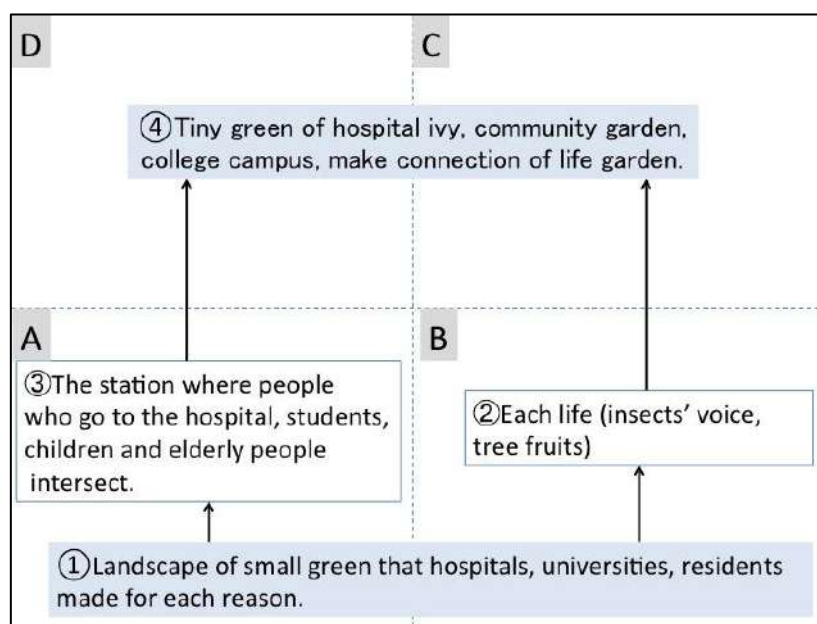 D
C
④Tiny green of hospital ivy, community garden,
college campus, make connection of life garden.
A
B
③The station where people
who go to the hospital, students,
children and elderly people
intersect.
②Each life (insects’ voice,
tree fruits)
①Landscape of small green that hospitals, universities, residents
made for each reason.